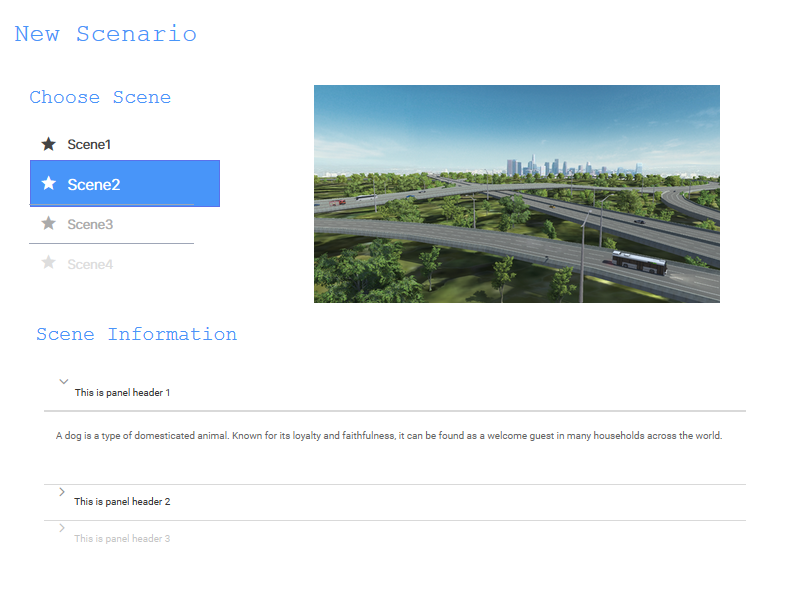 New Scenario
Choose Scene
Scene1
Scene2
Scene3
Scene4
Scene Information
This is panel header 1
A dog is a type of domesticated animal. Known for its loyalty and faithfulness, it can be found as a welcome guest in many households across the world.
This is panel header 2
This is panel header 3